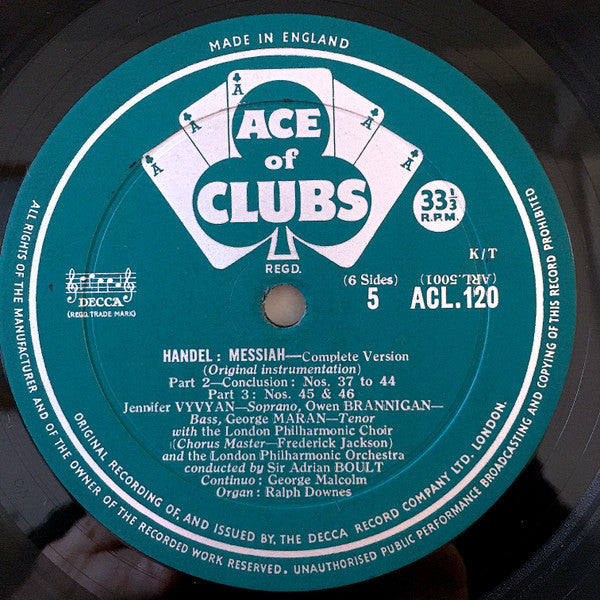 MADE IN ENGLAND
A A A A
ACE
of
CLUBS
REGD.
33⅓
R.P.M.
K/T
DECCA
(REGD. TRADE MARK)
(6 Sides) (ARL.5001)
5 ACL.120
HANDEL : MESSIAH—Complete Version
(Original instrumentation)
Part 2—Conclusion : Nos. 37 to 44
Part 3 : Nos. 45 & 46
Jennifer VYVYAN—Soprano, Owen BRANNIGAN—
Bass, George MARAN—Tenor
with the London Philharmonic Choir
(Chorus Master—Frederick Jackson)
and the London Philharmonic Orchestra
conducted by Sir Adrian BOULT
Continuo : George Malcolm
Organ : Ralph Downes
ALL RIGHTS OF THE MANUFACTURER AND OF THE OWNER OF THE RECORDED WORK RESERVED. UNAUTHORISED PUBLIC PERFORMANCE BROADCASTING AND COPYING OF THIS RECORD PROHIBITED
ORIGINAL RECORDING OF, AND ISSUED BY, THE DECCA RECORD COMPANY LTD. LONDON.